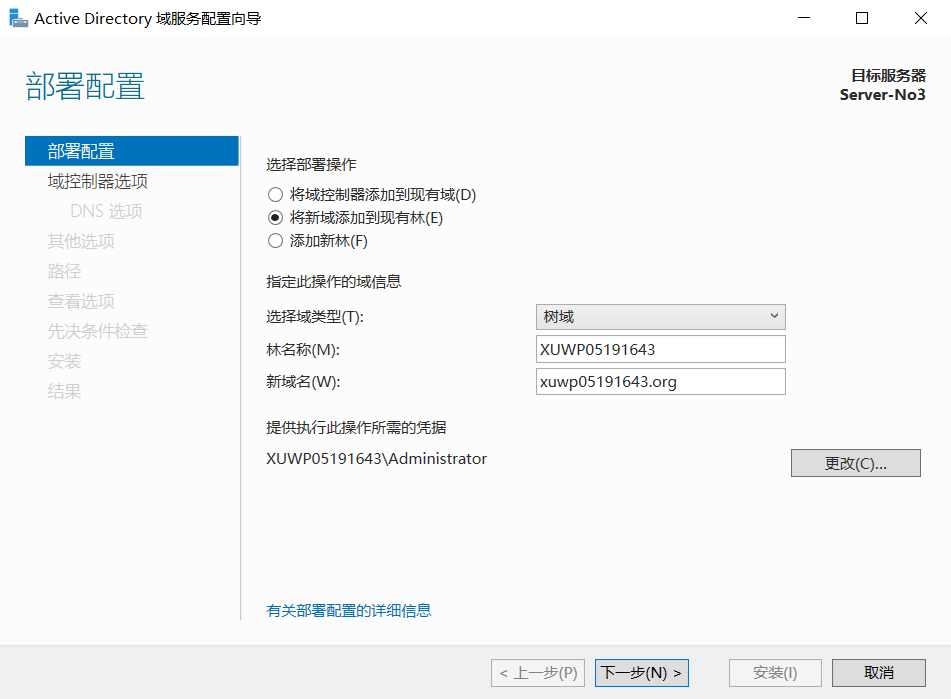 Active Directory 域服务配置向导
部署配置
目标服务器
Server-No3
部署配置
域控制器选项
DNS 选项
其他选项
路径
查看选项
先决条件检查
安装
结果
选择部署操作
将域控制器添加到现有域(D)
将新域添加到现有林(E)
添加新林(F)
指定此操作的域信息
选择域类型(T): 树域
林名称(M): XUWP05191643
新域名(W): xuwp05191643.org
提供执行此操作所需的凭据
XUWP05191643\Administrator 更改(C)...
有关部署配置的详细信息
< 上一步(P) 下一步(N) > 安装(I) 取消